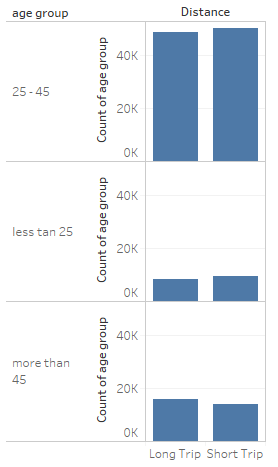 age group
Distance
25 - 45
Count of age group
40K
20K
0K
less tan 25
Count of age group
40K
20K
0K
more than
45
Count of age group
40K
20K
0K
Long Trip Short Trip